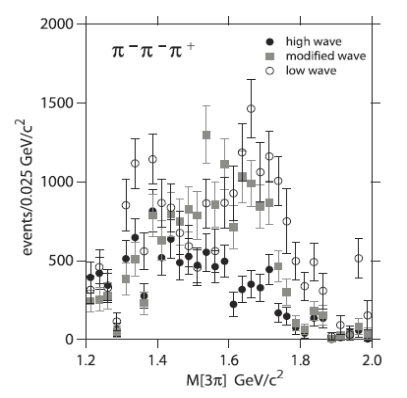 2000
π⁻π⁻π⁺
high wave
modified wave
low wave
1500
1000
500
0
events/0.025 GeV/c²
1.2 1.4 1.6 1.8 2.0
M[3π] GeV/c²